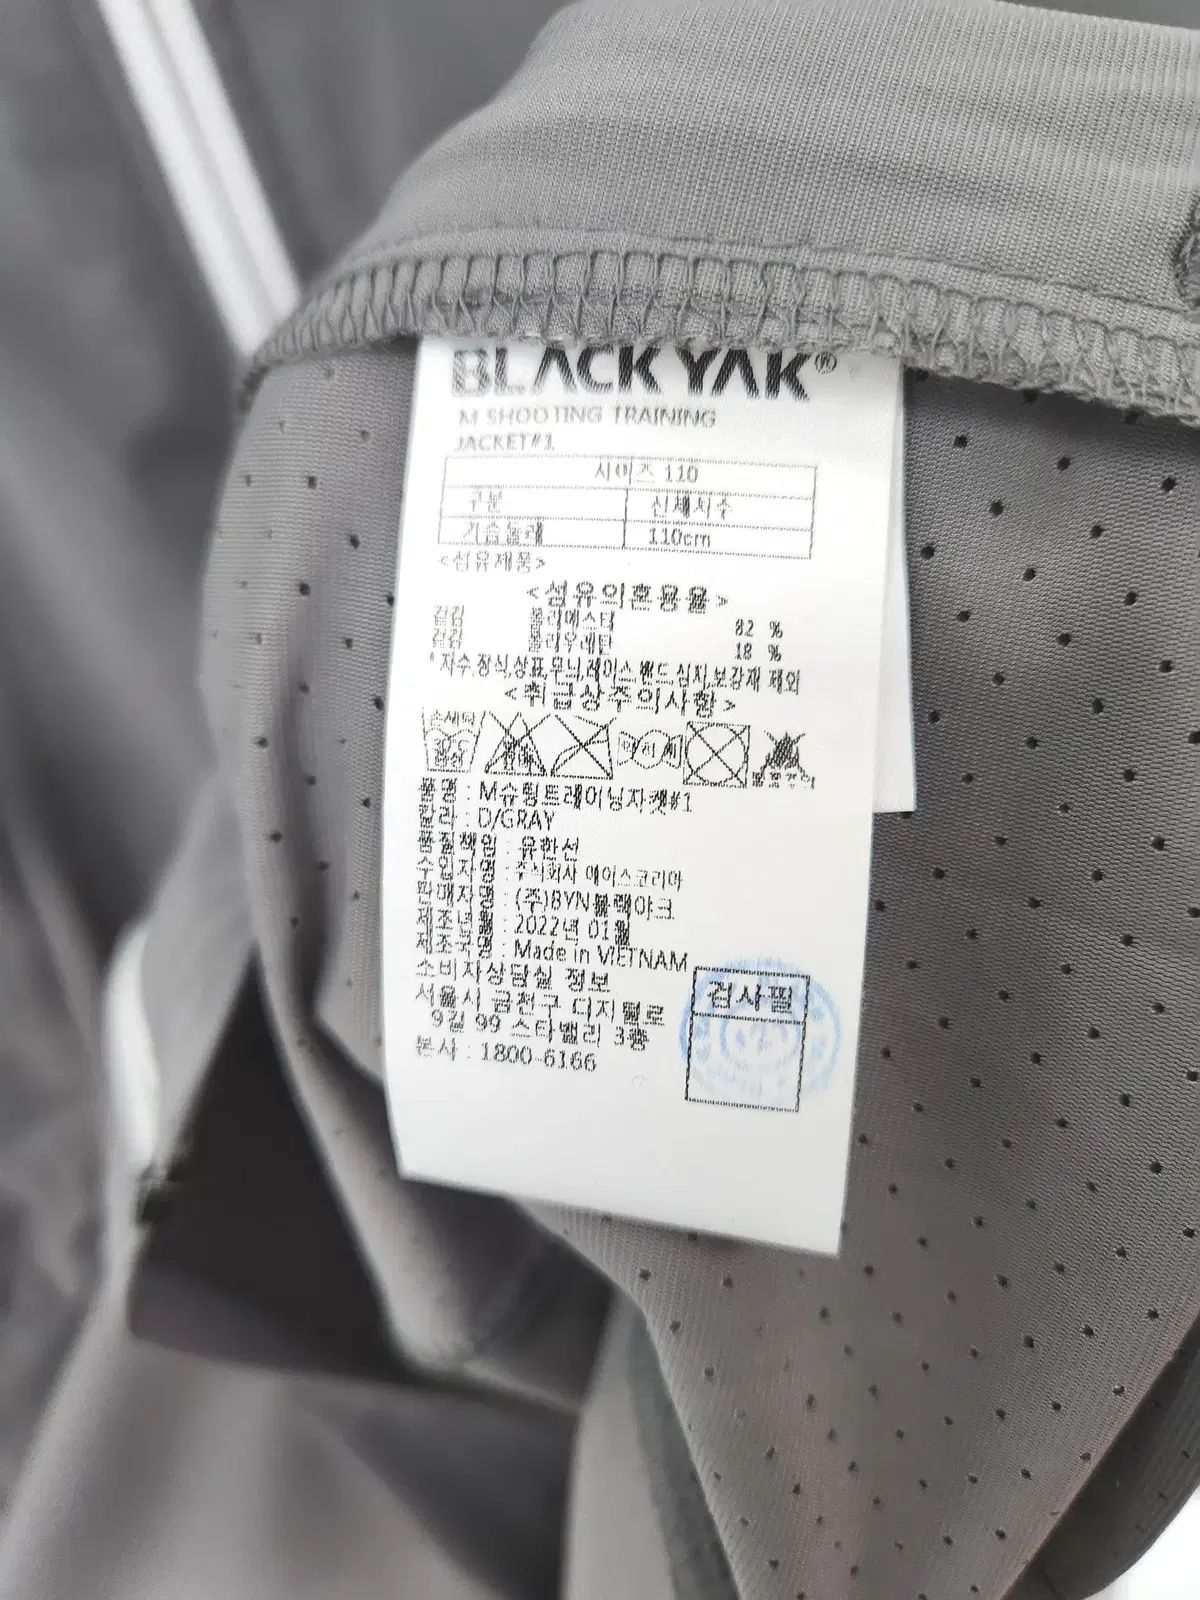 BLACK YAK®
M SHOOTING TRAINING
JACKET#1
사이즈 110
구분 신체치수
가슴둘레 110cm
<섬유제품>
<섬유의혼용율>
겉감 폴리에스터 82 %
겉감 폴리우레탄 18 %
*자수,장식,상표,무늬,레이스,밴드,심지,보강재 제외
<취급상주의사항>
손세탁
품명 : M슈팅트레이닝자켓#1
칼라 : D/GRAY
품질책임 : 유한선
수입자명 : 주식회사 에이스코리아
판매자명 : (주)BYN블랙야크
제조년월 : 2022년 01월
제조국명 : Made in VIETNAM
소비자상담실 정보
서울시 금천구 디지털로
9길 99 스타밸리 3층
본사 : 1800-6166
검사필